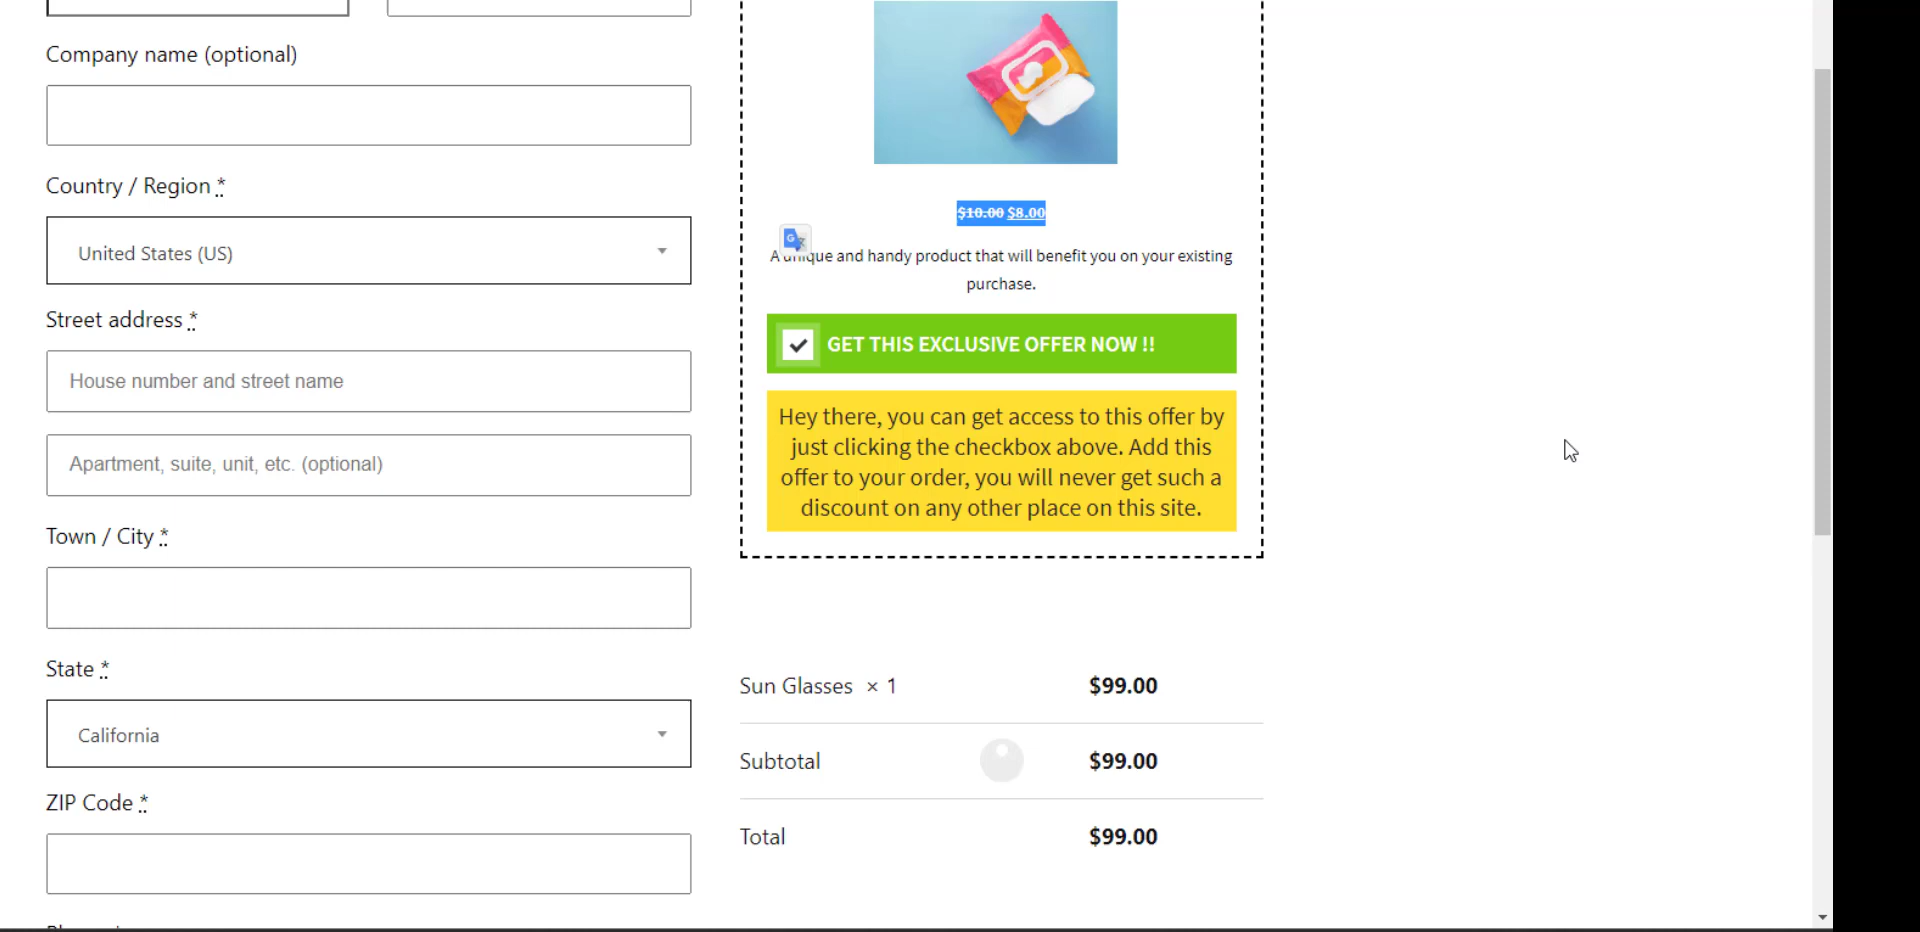 Company name (optional)
Country / Region *
United States (US)
Street address *
House number and street name
Apartment, suite, unit, etc. (optional)
Town / City *
State *
California
ZIP Code *
$10.00 $8.00
A unique and handy product that will benefit you on your existing
purchase.
GET THIS EXCLUSIVE OFFER NOW !!
Hey there, you can get access to this offer by
just clicking the checkbox above. Add this
offer to your order, you will never get such a
discount on any other place on this site.
Sun Glasses × 1 $99.00
Subtotal $99.00
Total $99.00